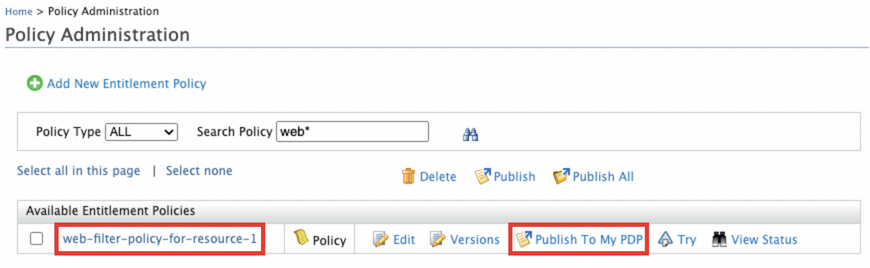 Home > Policy Administration
Policy Administration
Add New Entitlement Policy
Policy Type ALL Search Policy web*
Select all in this page | Select none Delete Publish Publish All
Available Entitlement Policies
web-filter-policy-for-resource-1 Policy Edit Versions Publish To My PDP Try View Status